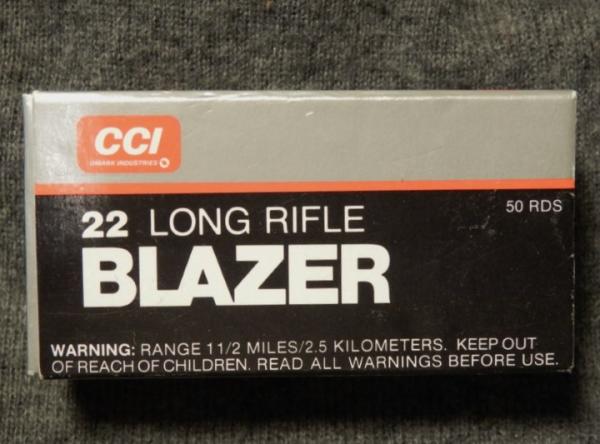 CCI
OMARK INDUSTRIES
22 LONG RIFLE
50 RDS
BLAZER
WARNING: RANGE 11/2 MILES/2.5 KILOMETERS. KEEP OUT
OF REACH OF CHILDREN. READ ALL WARNINGS BEFORE USE.